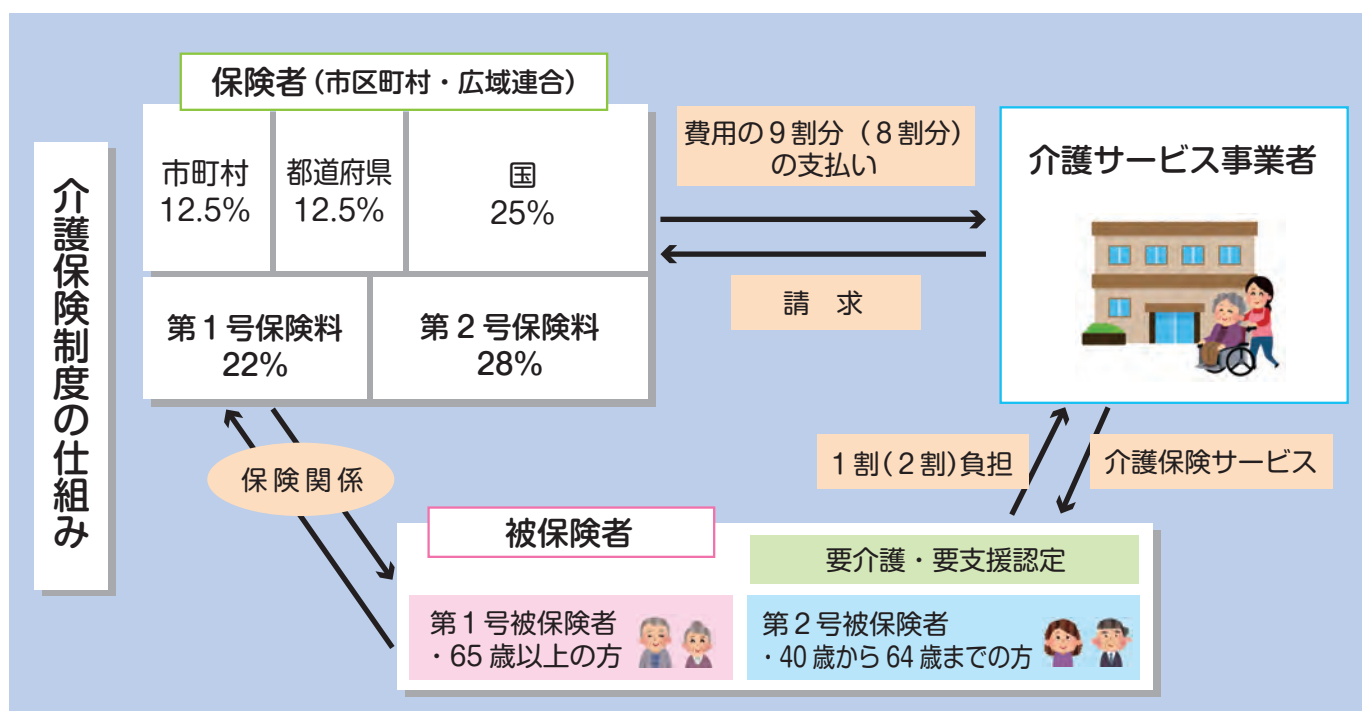 介護保険制度の仕組み
保険者（市区町村・広域連合）
市町村
12.5%
都道府県
12.5%
国
25%
第１号保険料
22%
第２号保険料
28%
費用の９割分（８割分）
の支払い
請　求
介護サービス事業者
保険関係
１割(２割)負担
介護保険サービス
被保険者
要介護・要支援認定
第１号被保険者
・65歳以上の方
第２号被保険者
・40歳から64歳までの方